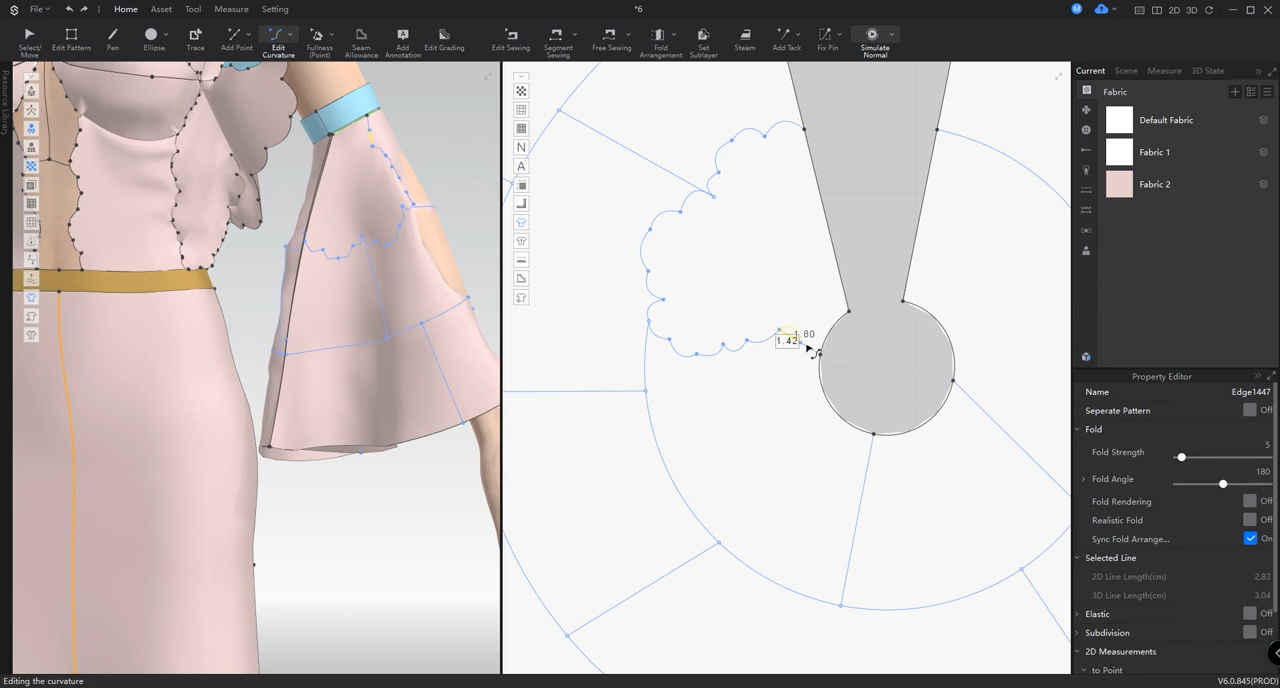 File
Home
Asset
Tool
Measure
Setting
*6
M
2D
3D
Select/
Move
Edit Pattern
Pen
Ellipse
Trace
Add Point
Edit
Curvature
Fullness
(Point)
Seam
Allowance
Add
Annotation
Edit Grading
Edit Sewing
Segment
Sewing
Free Sewing
Fold
Arrangement
Set
Sublayer
Steam
Add Tack
Fix Pin
Simulate
Normal
Resource Library
N
A
1.80
1.42
Current
Scene
Measure
3D State
Fabric
Default Fabric
Fabric 1
Fabric 2
Property Editor
Name
Edge1447
Seperate Pattern
Off
Fold
Fold Strength
5
Fold Angle
180
Fold Rendering
Off
Realistic Fold
Off
Sync Fold Arrange...
On
Selected Line
2D Line Length(cm)
2.83
3D Line Length(cm)
3.04
Elastic
Off
Subdivision
Off
2D Measurements
to Point
Editing the curvature
V6.0.845(PROD)